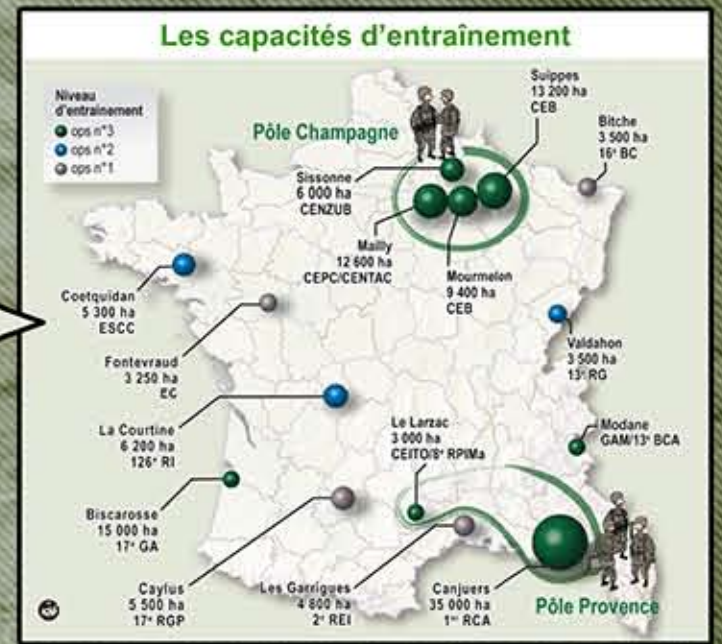 Les capacités d'entraînement
Niveau
d'entrainement
ops n°3
ops n°2
ops n°1
Pôle Champagne
Suippes
13 200 ha
CEB
Bitche
3 500 ha
16e BC
Sissonne
6 000 ha
CENZUB
Mailly
12 600 ha
CEPC/CENTAC
Mourmelon
9 400 ha
CEB
Coetquidan
5 300 ha
ESCC
Fontevraud
3 250 ha
EC
Valdahon
3 500 ha
13e RG
La Courtine
6 200 ha
126e RI
Le Larzac
3 000 ha
CEITO/8e RPIMa
Modane
GAM/13e BCA
Biscarosse
15 000 ha
17e GA
Caylus
5 500 ha
17e RGP
Les Garrigues
4 800 ha
2e REI
Canjuers
35 000 ha
1er RCA
Pôle Provence